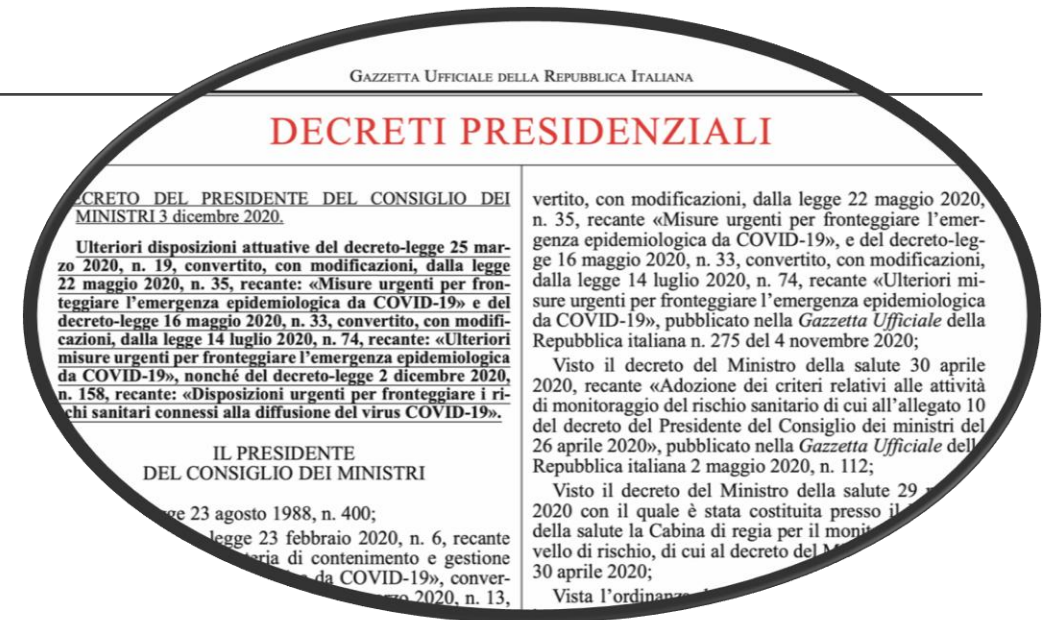 GAZZETTA UFFICIALE DELLA REPUBBLICA ITALIANA
DECRETI PRESIDENZIALI
DEL PRESIDENTE DEL CONSIGLIO DEI
MINISTRI 3 dicembre 2020.
Ulteriori disposizioni attuative del decreto-legge 25 mar-
zo 2020, n. 19, convertito, con modificazioni, dalla legge
22 maggio 2020, n. 35, recante: «Misure urgenti per fron-
teggiare l'emergenza epidemiologica da COVID-19» e del
decreto-legge 16 maggio 2020, n. 33, convertito, con modifi-
cazioni, dalla legge 14 luglio 2020, n. 74, recante: «Ulteriori
misure urgenti per fronteggiare l'emergenza epidemiologica
da COVID-19», nonché del decreto-legge 2 dicembre 2020,
n. 158, recante: «Disposizioni urgenti per fronteggiare i ri-
chi sanitari connessi alla diffusione del virus COVID-19».
IL PRESIDENTE
DEL CONSIGLIO DEI MINISTRI
23 agosto 1988, n. 400;
legge 23 febbraio 2020, n. 6, recante
di contenimento e gestione
da COVID-19», conver-
2020, n. 13,
vertito, con modificazioni, dalla legge 22 maggio 2020,
n. 35, recante «Misure urgenti per fronteggiare l'emer-
genza epidemiologica da COVID-19», e del decreto-leg-
ge 16 maggio 2020, n. 33, convertito, con modificazioni,
dalla legge 14 luglio 2020, n. 74, recante «Ulteriori mi-
sure urgenti per fronteggiare l'emergenza epidemiologica
da COVID-19», pubblicato nella Gazzetta Ufficiale della
Repubblica italiana n. 275 del 4 novembre 2020;
Visto il decreto del Ministro della salute 30 aprile
2020, recante «Adozione dei criteri relativi alle attività
di monitoraggio del rischio sanitario di cui all'allegato 10
del decreto del Presidente del Consiglio dei ministri del
26 aprile 2020», pubblicato nella Gazzetta Ufficiale dell
Repubblica italiana 2 maggio 2020, n. 112;
Visto il decreto del Ministro della salute 29
2020 con il quale è stata costituita presso il
della salute la Cabina di regia per il monit
vello di rischio, di cui al decreto del
30 aprile 2020;
Vista l'ordinanz